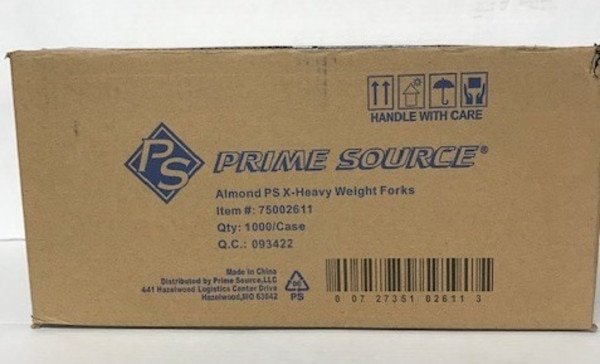 HANDLE WITH CARE
PS
PRIME SOURCE®
Almond PS X-Heavy Weight Forks
Item #: 75002611
Qty: 1000/Case
Q.C.: 093422
Made in China
Distributed by Prime Source,LLC
441 Hazelwood Logistics Center Drive
Hazelwood,MO 63042
06
PS
0 07 27351 02611 3